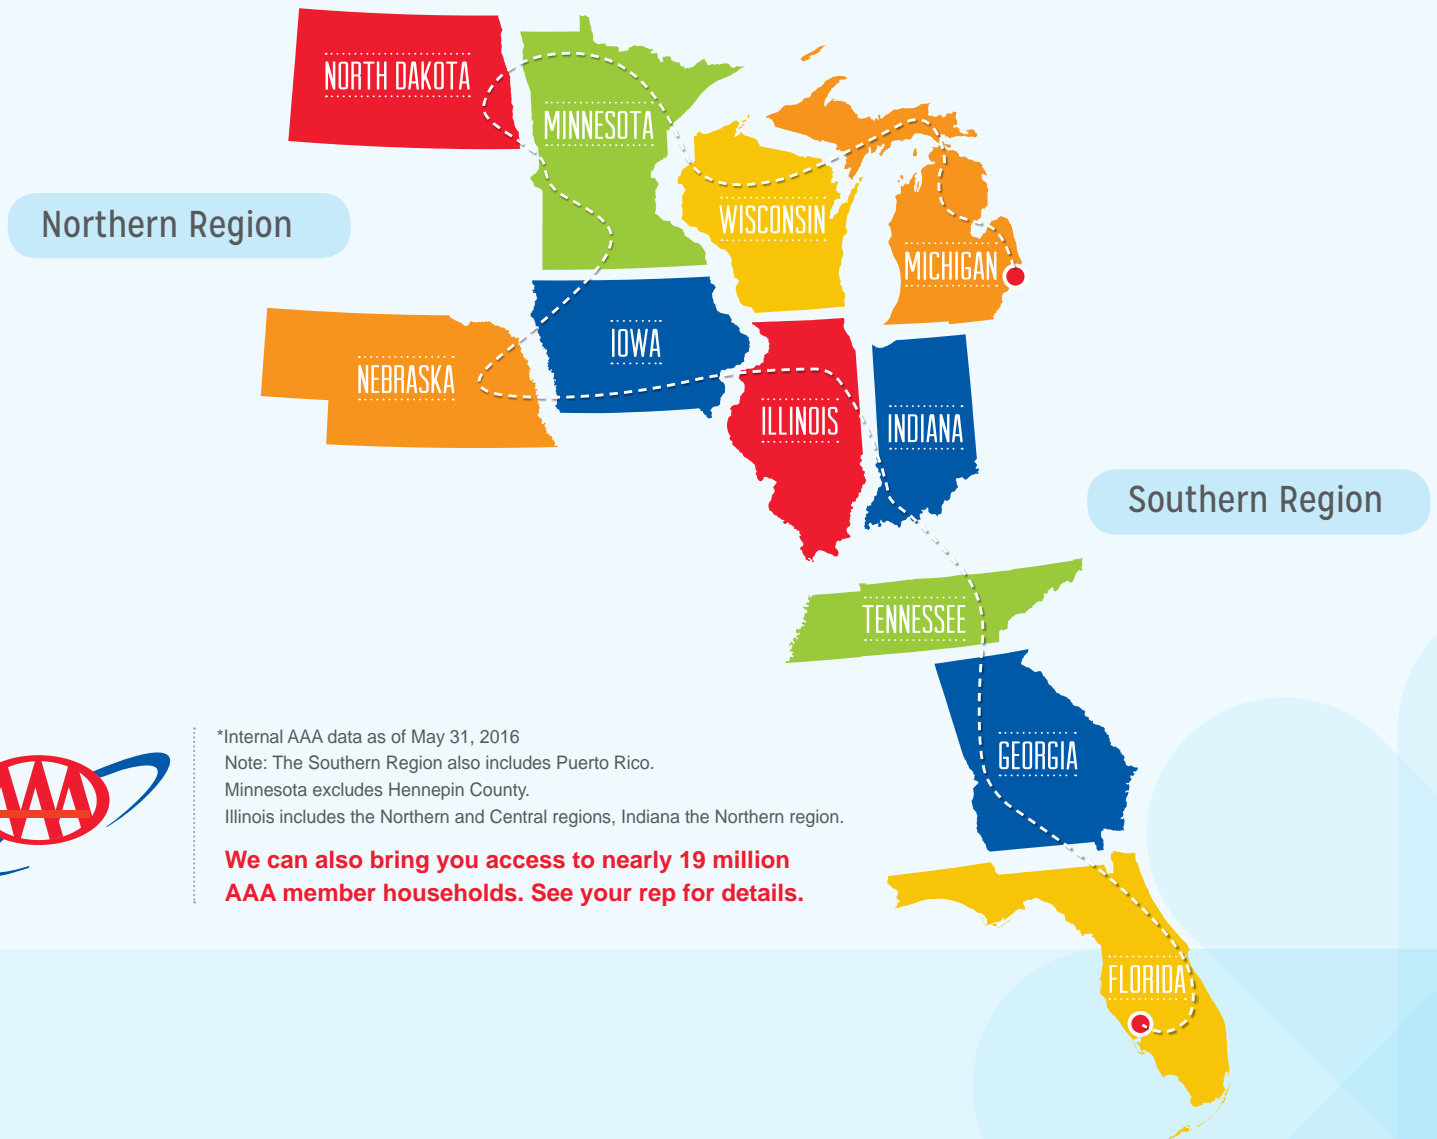 NORTH DAKOTA
MINNESOTA
WISCONSIN
Northern Region
MICHIGAN
IOWA
NEBRASKA
ILLINOIS
INDIANA
Southern Region
TENNESSEE
GEORGIA
FLORIDA
AAA
*Internal AAA data as of May 31, 2016
Note: The Southern Region also includes Puerto Rico.
Minnesota excludes Hennepin County.
Illinois includes the Northern and Central regions, Indiana the Northern region.
We can also bring you access to nearly 19 million
AAA member households. See your rep for details.